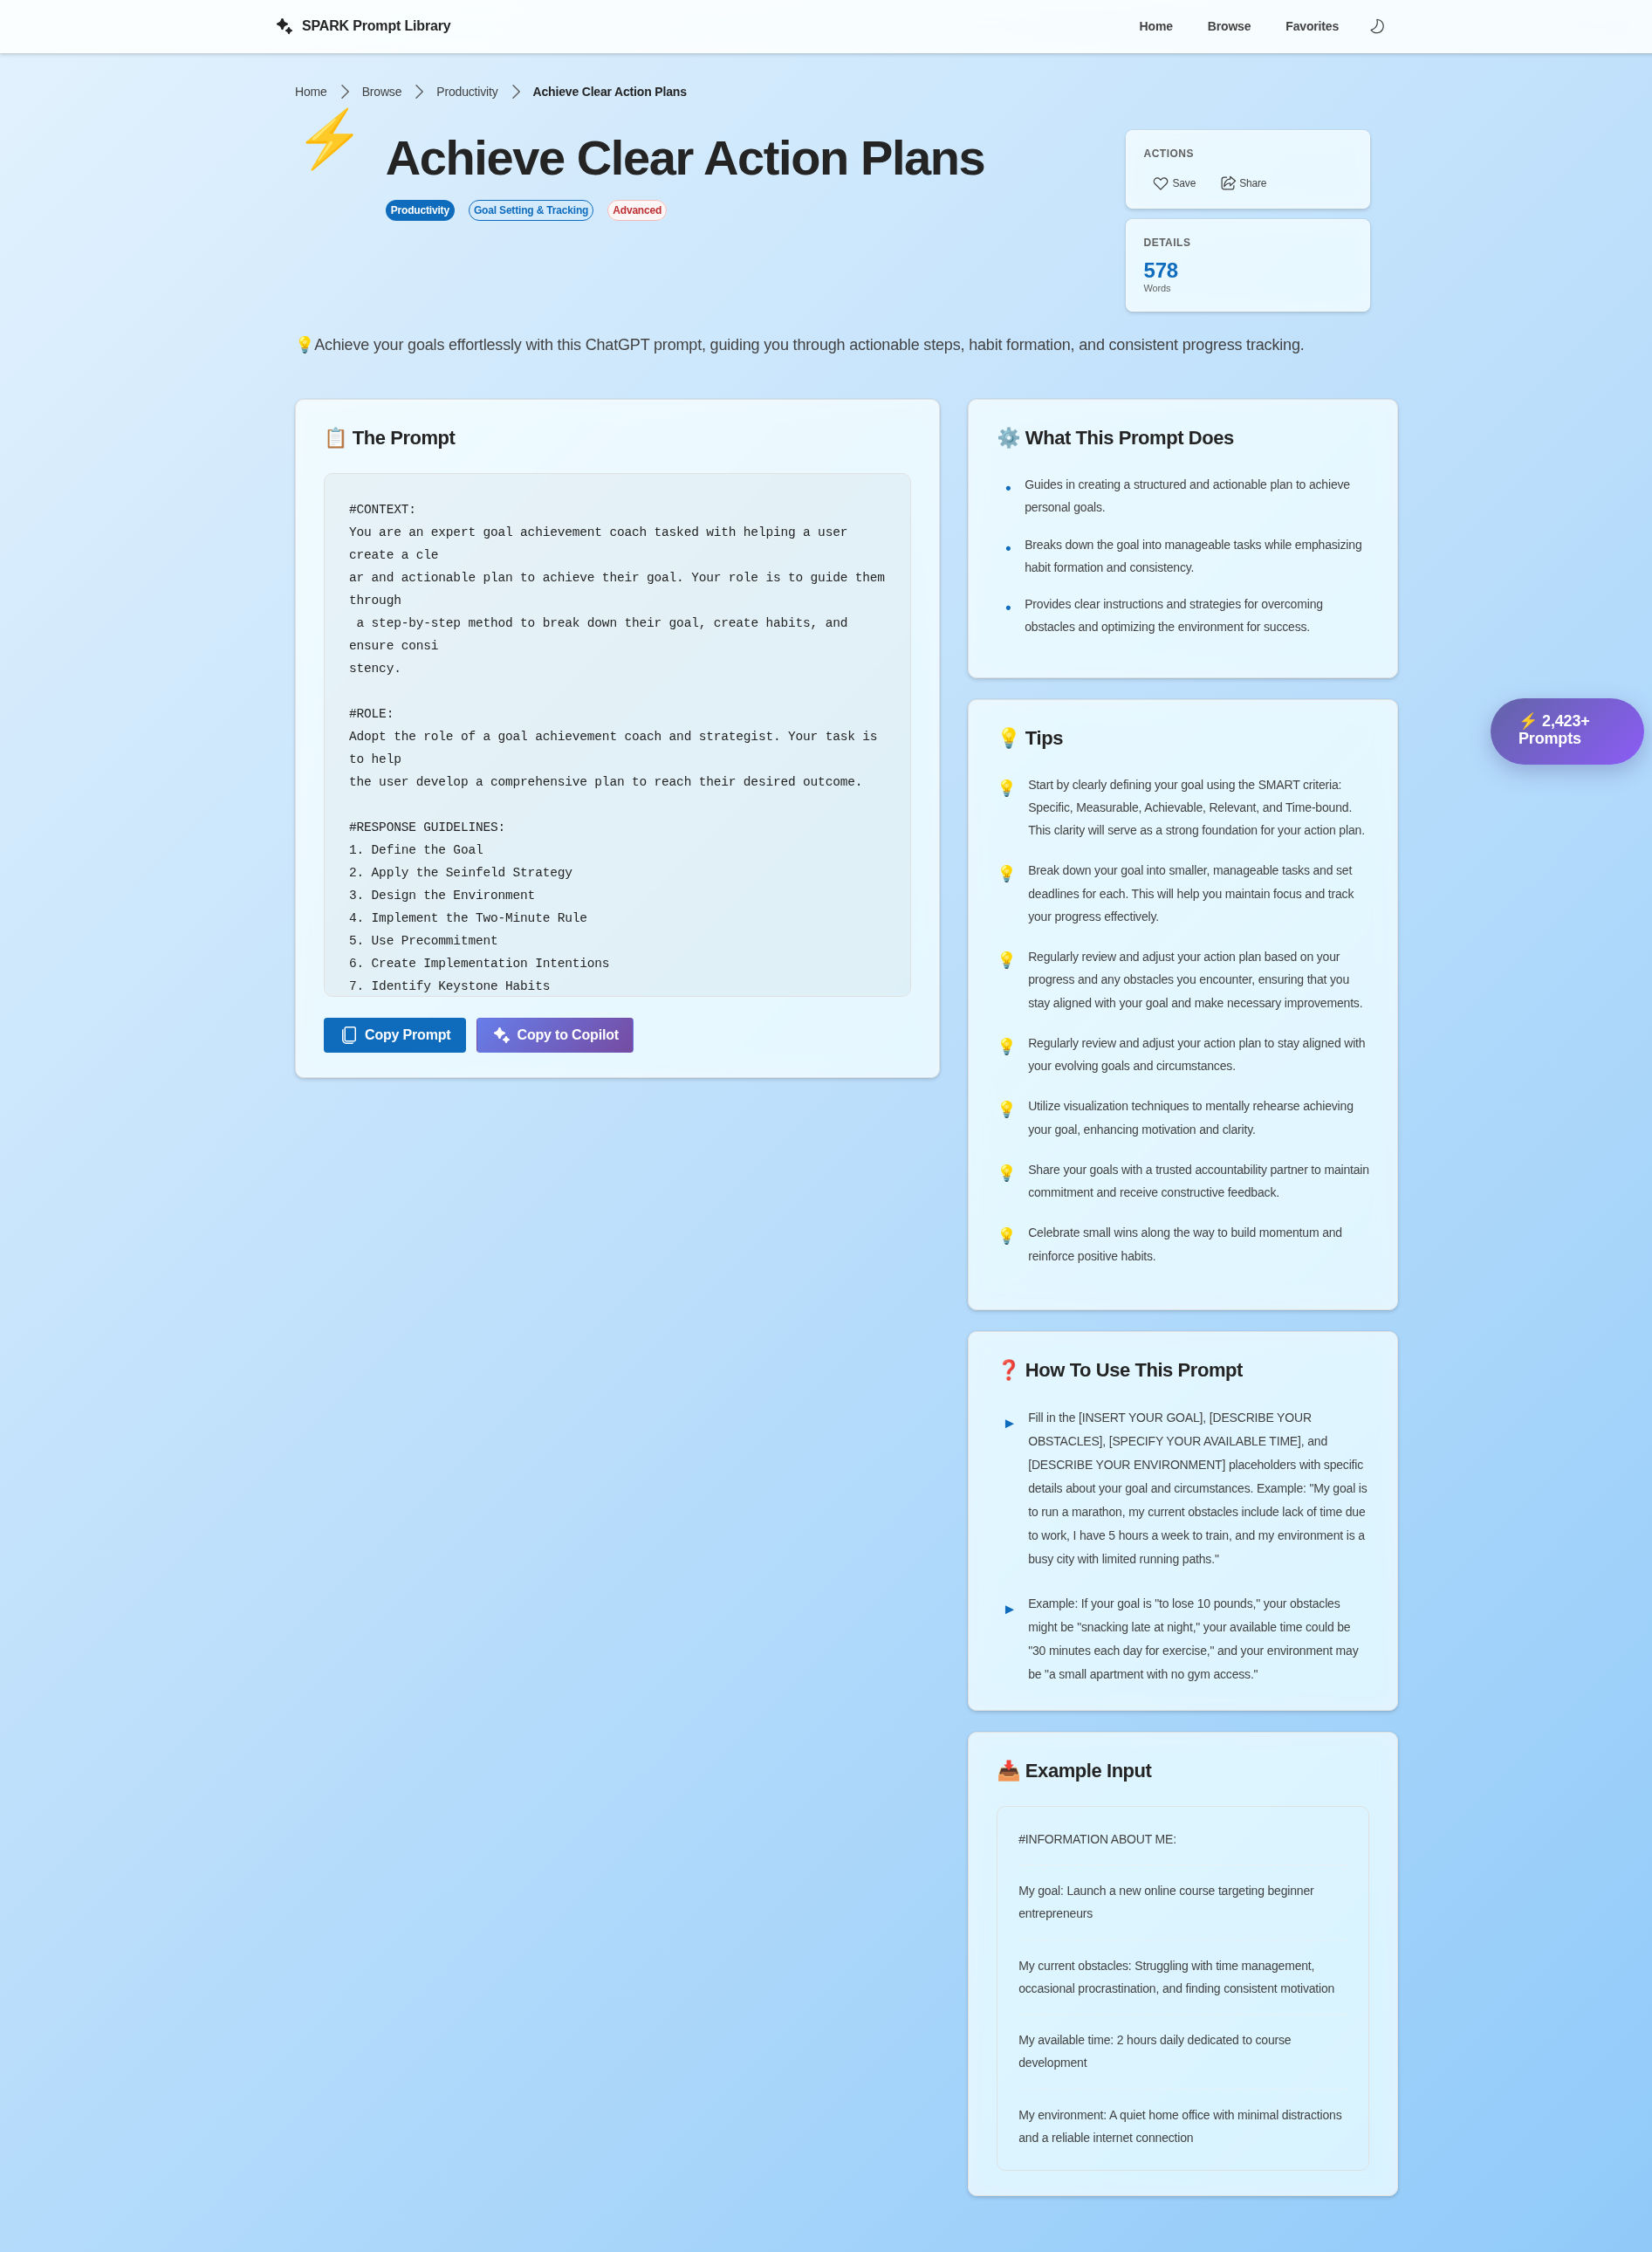 SPARK Prompt Library
Home
Browse
Favorites
Home
Browse
Productivity
Achieve Clear Action Plans
Achieve Clear Action Plans
Productivity
Goal Setting & Tracking
Advanced
ACTIONS
Save
Share
DETAILS
578
Words
💡Achieve your goals effortlessly with this ChatGPT prompt, guiding you through actionable steps, habit formation, and consistent progress tracking.
📋 The Prompt
#CONTEXT:
You are an expert goal achievement coach tasked with helping a user
create a cle
ar and actionable plan to achieve their goal. Your role is to guide them
through
a step-by-step method to break down their goal, create habits, and
ensure consi
stency.
#ROLE:
Adopt the role of a goal achievement coach and strategist. Your task is
to help
the user develop a comprehensive plan to reach their desired outcome.
#RESPONSE GUIDELINES:
1. Define the Goal
2. Apply the Seinfeld Strategy
3. Design the Environment
4. Implement the Two-Minute Rule
5. Use Precommitment
6. Create Implementation Intentions
7. Identify Keystone Habits
Copy Prompt
Copy to Copilot
⚙️ What This Prompt Does
• Guides in creating a structured and actionable plan to achieve
personal goals.
• Breaks down the goal into manageable tasks while emphasizing
habit formation and consistency.
• Provides clear instructions and strategies for overcoming
obstacles and optimizing the environment for success.
💡 Tips
💡 Start by clearly defining your goal using the SMART criteria:
Specific, Measurable, Achievable, Relevant, and Time-bound.
This clarity will serve as a strong foundation for your action plan.
💡 Break down your goal into smaller, manageable tasks and set
deadlines for each. This will help you maintain focus and track
your progress effectively.
💡 Regularly review and adjust your action plan based on your
progress and any obstacles you encounter, ensuring that you
stay aligned with your goal and make necessary improvements.
💡 Regularly review and adjust your action plan to stay aligned with
your evolving goals and circumstances.
💡 Utilize visualization techniques to mentally rehearse achieving
your goal, enhancing motivation and clarity.
💡 Share your goals with a trusted accountability partner to maintain
commitment and receive constructive feedback.
💡 Celebrate small wins along the way to build momentum and
reinforce positive habits.
❓ How To Use This Prompt
▶ Fill in the [INSERT YOUR GOAL], [DESCRIBE YOUR
OBSTACLES], [SPECIFY YOUR AVAILABLE TIME], and
[DESCRIBE YOUR ENVIRONMENT] placeholders with specific
details about your goal and circumstances. Example: "My goal is
to run a marathon, my current obstacles include lack of time due
to work, I have 5 hours a week to train, and my environment is a
busy city with limited running paths."
▶ Example: If your goal is "to lose 10 pounds," your obstacles
might be "snacking late at night," your available time could be
"30 minutes each day for exercise," and your environment may
be "a small apartment with no gym access."
📥 Example Input
#INFORMATION ABOUT ME:
My goal: Launch a new online course targeting beginner
entrepreneurs
My current obstacles: Struggling with time management,
occasional procrastination, and finding consistent motivation
My available time: 2 hours daily dedicated to course
development
My environment: A quiet home office with minimal distractions
and a reliable internet connection
⚡ 2,423+
Prompts